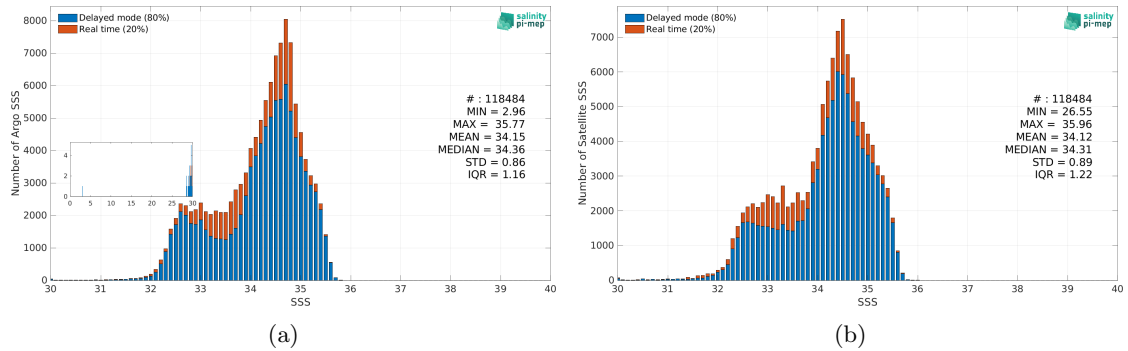 Delayed mode (80%)
Real time (20%)
salinity
pi-mep
8000
7000
6000
5000
4000
3000
2000
1000
0
Number of Argo SSS
# : 118484
MIN = 2.96
MAX = 35.77
MEAN = 34.15
MEDIAN = 34.36
STD = 0.86
IQR = 1.16
4
2
0
0 5 10 15 20 25 30
30 31 32 33 34 35 36 37 38 39 40
SSS
(a)
Delayed mode (80%)
Real time (20%)
salinity
pi-mep
7000
6000
5000
4000
3000
2000
1000
0
Number of Satellite SSS
# : 118484
MIN = 26.55
MAX = 35.96
MEAN = 34.12
MEDIAN = 34.31
STD = 0.89
IQR = 1.22
30 31 32 33 34 35 36 37 38 39 40
SSS
(b)